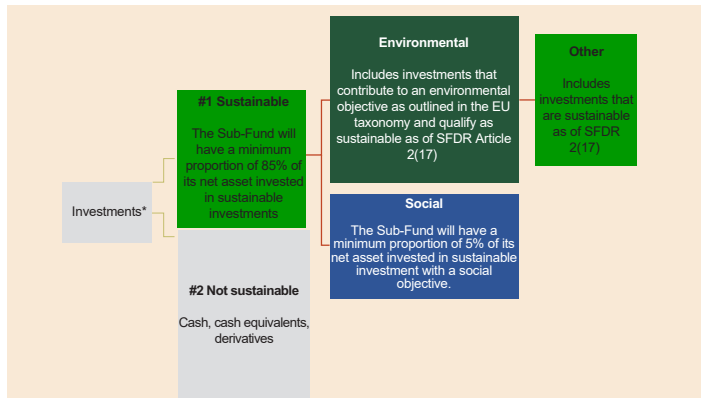 Investments*
#1 Sustainable
The Sub-Fund will
have a minimum
proportion of 85% of
its net asset invested
in sustainable
investments
#2 Not sustainable
Cash, cash equivalents,
derivatives
Environmental
Includes investments that
contribute to an environmental
objective as outlined in the EU
taxonomy and qualify as
sustainable as of SFDR Article
2(17)
Social
The Sub-Fund will have a
minimum proportion of 5% of its
net asset invested in sustainable
investment with a social
objective.
Other
Includes
investments that
are sustainable
as of SFDR
2(17)